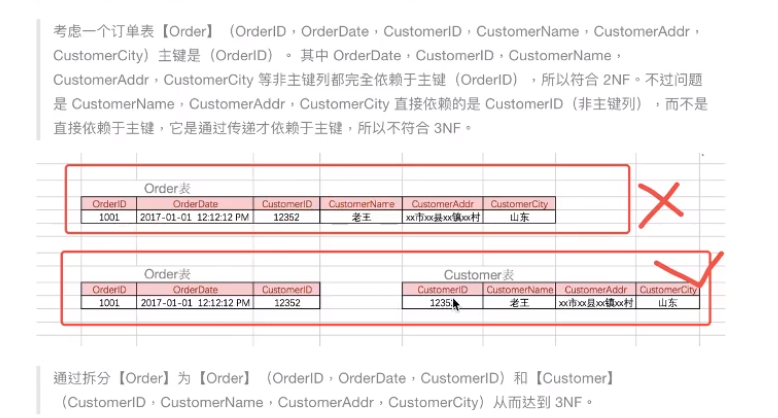 考虑一个订单表【Order】（OrderID，OrderDate，CustomerID，CustomerName，CustomerAddr，
CustomerCity）主键是（OrderID）。 其中 OrderDate，CustomerID，CustomerName，
CustomerAddr，CustomerCity 等非主键列都完全依赖于主键（OrderID），所以符合 2NF。不过问题
是 CustomerName，CustomerAddr，CustomerCity 直接依赖的是 CustomerID（非主键列），而不是
直接依赖于主键，它是通过传递才依赖于主键，所以不符合 3NF。
Order表
OrderID OrderDate CustomerID CustomerName CustomerAddr CustomerCity
1001 2017-01-01 12:12:12 PM 12352 老王 xx市xx县xx镇xx村 山东
Order表 Customer表
OrderID OrderDate CustomerID CustomerID CustomerName CustomerAddr CustomerCity
1001 2017-01-01 12:12:12 PM 12352 12352 老王 xx市xx县xx镇xx村 山东
通过拆分【Order】为【Order】（OrderID，OrderDate，CustomerID）和【Customer】
（CustomerID，CustomerName，CustomerAddr，CustomerCity）从而达到 3NF。